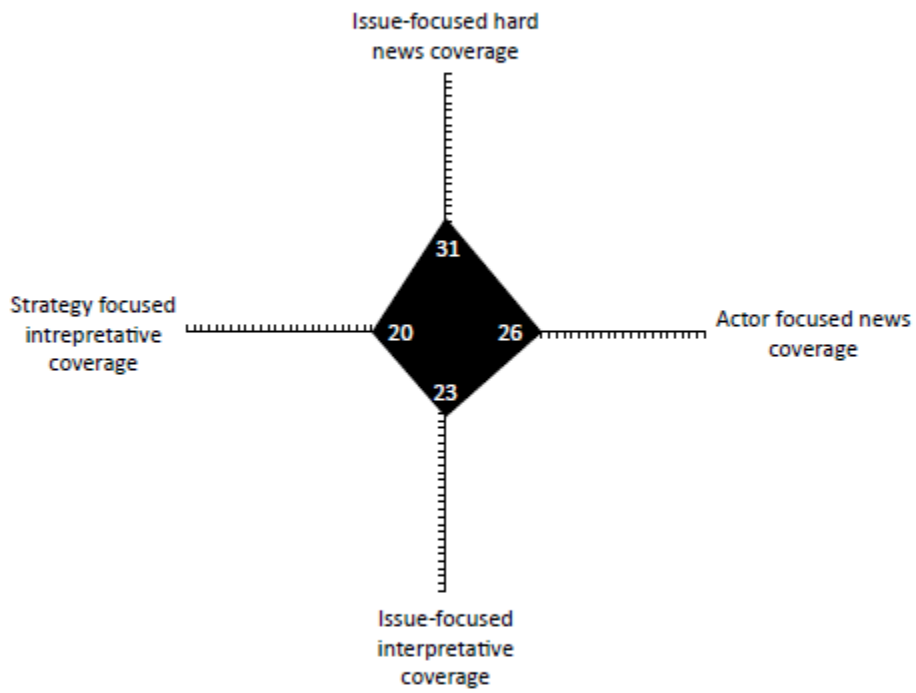 Issue-focused hard
news coverage
31
Strategy focused
intrepretative
coverage
20
26
Actor focused news
coverage
23
Issue-focused
interpretative
coverage